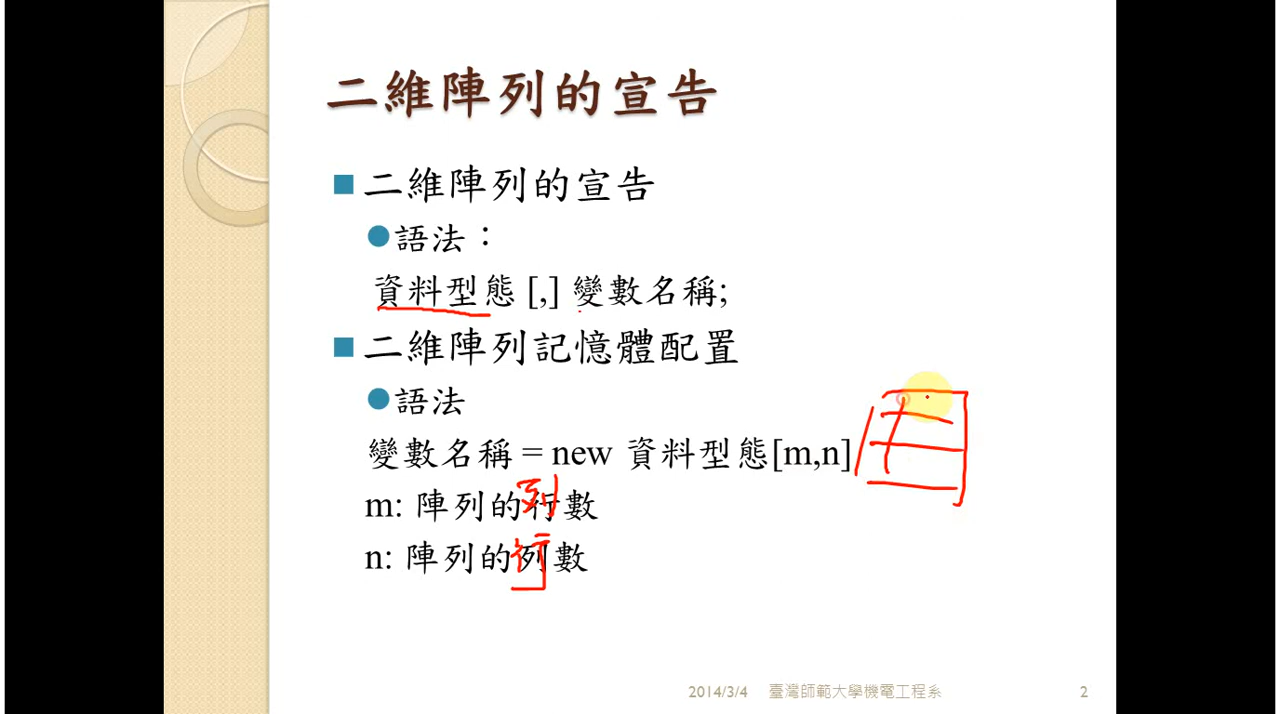 二維陣列的宣告
二維陣列的宣告
語法：
資料型態 [,] 變數名稱;
二維陣列記憶體配置
語法
變數名稱 = new 資料型態[m,n]
m: 陣列的行數
列
n: 陣列的列數
行
2014/3/4 臺灣師範大學機電工程系 2